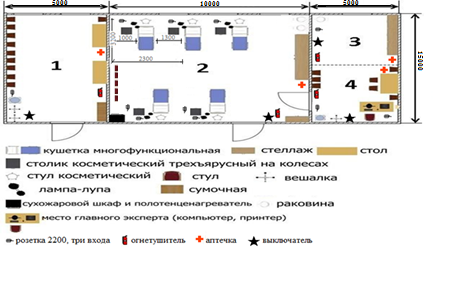 5000 10000 5000
1000 1300
2300
1 2 3
4
15000
кушетка многофункциональная стеллаж стол
столик косметический трехъярусный на колесах
стул косметический стул вешалка
лампа-лупа сумочная
сухожаровой шкаф и полотенценагреватель раковина
место главного эксперта (компьютер, принтер)
розетка 2200, три входа огнетушитель аптечка выключатель